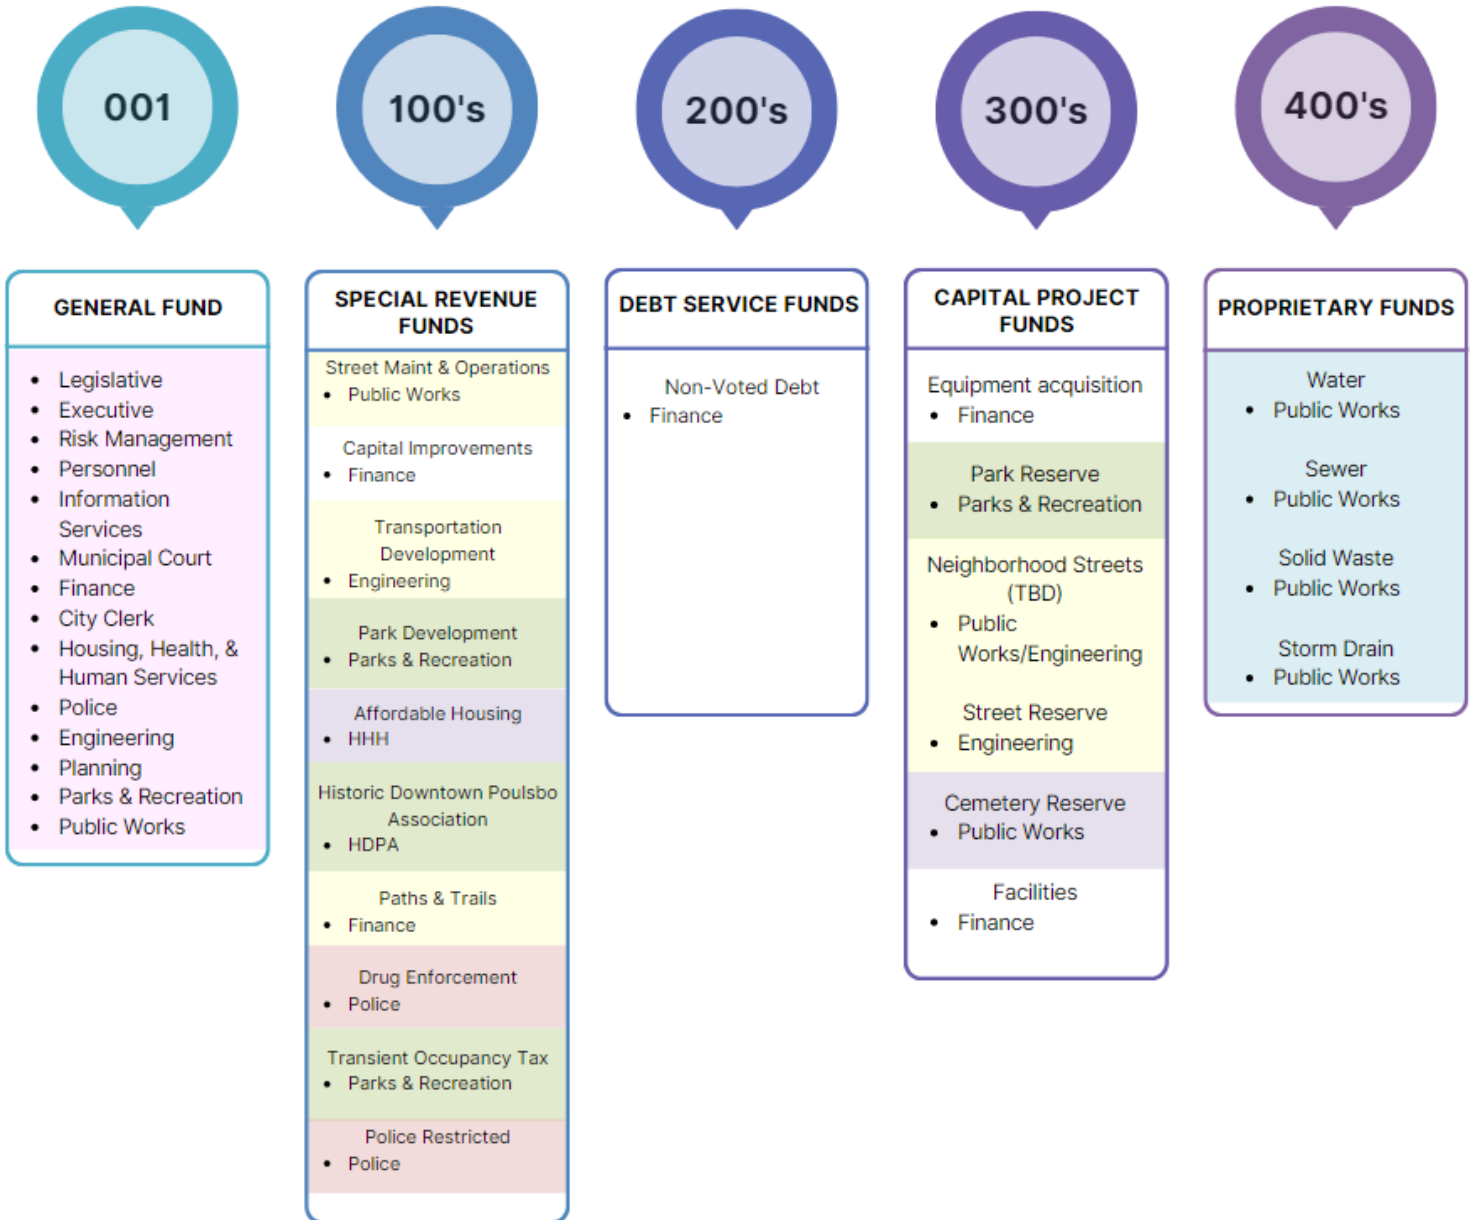 001
100's
200's
300's
400's
GENERAL FUND
Legislative
Executive
Risk Management
Personnel
Information
Services
Municipal Court
Finance
City Clerk
Housing, Health, &
Human Services
Police
Engineering
Planning
Parks & Recreation
Public Works
SPECIAL REVENUE
FUNDS
Street Maint & Operations
Public Works
Capital Improvements
Finance
Transportation
Development
Engineering
Park Development
Parks & Recreation
Affordable Housing
HHH
Historic Downtown Poulsbo
Association
HDPA
Paths & Trails
Finance
Drug Enforcement
Police
Transient Occupancy Tax
Parks & Recreation
Police Restricted
Police
DEBT SERVICE FUNDS
Non-Voted Debt
Finance
CAPITAL PROJECT
FUNDS
Equipment acquisition
Finance
Park Reserve
Parks & Recreation
Neighborhood Streets
(TBD)
Public
Works/Engineering
Street Reserve
Engineering
Cemetery Reserve
Public Works
Facilities
Finance
PROPRIETARY FUNDS
Water
Public Works
Sewer
Public Works
Solid Waste
Public Works
Storm Drain
Public Works